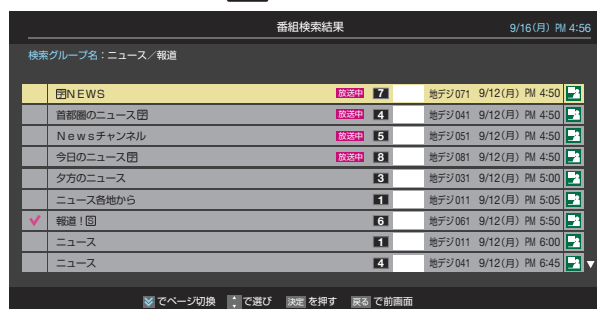 番組検索結果 9/16(月) PM 4:56
検索グループ名：ニュース／報道
字NEWS 放送中 7 地デジ071 9/12(月) PM 4:50
首都圏のニュース字 放送中 4 地デジ041 9/12(月) PM 4:50
Newsチャンネル 放送中 5 地デジ051 9/12(月) PM 4:50
今日のニュース字 放送中 8 地デジ081 9/12(月) PM 4:50
夕方のニュース 3 地デジ031 9/12(月) PM 5:00
ニュース各地から 1 地デジ011 9/12(月) PM 5:05
報道！S 6 地デジ061 9/12(月) PM 5:50
ニュース 1 地デジ011 9/12(月) PM 6:00
ニュース 4 地デジ041 9/12(月) PM 6:45 ▼
でページ切換 で選び 決定 を押す 戻る で前画面